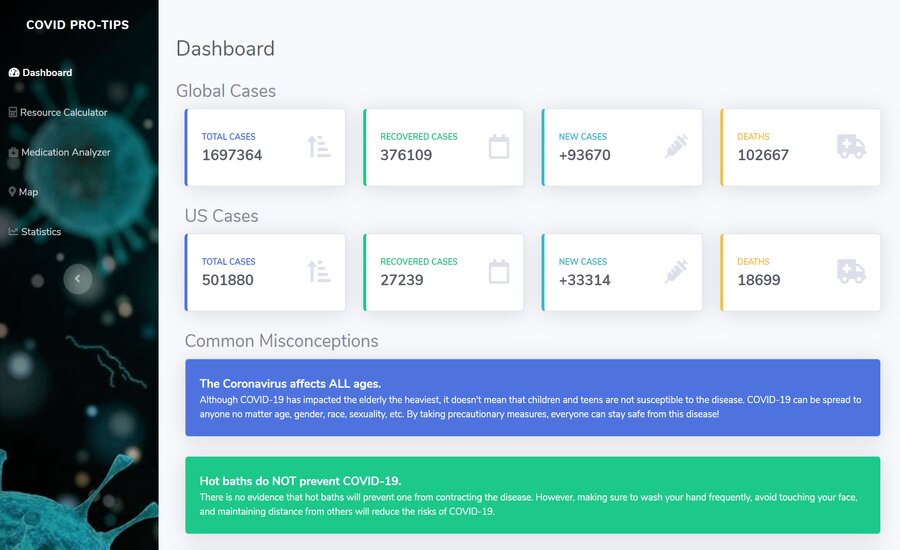 COVID PRO-TIPS
Dashboard
Resource Calculator
Medication Analyzer
Map
Statistics
Dashboard
Global Cases
TOTAL CASES
1697364
RECOVERED CASES
376109
NEW CASES
+93670
DEATHS
102667
US Cases
TOTAL CASES
501880
RECOVERED CASES
27239
NEW CASES
+33314
DEATHS
18699
Common Misconceptions
The Coronavirus affects ALL ages.
Although COVID-19 has impacted the elderly the heaviest, it doesn't mean that children and teens are not susceptible to the disease. COVID-19 can be spread to
anyone no matter age, gender, race, sexuality, etc. By taking precautionary measures, everyone can stay safe from this disease!
Hot baths do NOT prevent COVID-19.
There is no evidence that hot baths will prevent one from contracting the disease. However, making sure to wash your hand frequently, avoid touching your face,
and maintaining distance from others will reduce the risks of COVID-19.